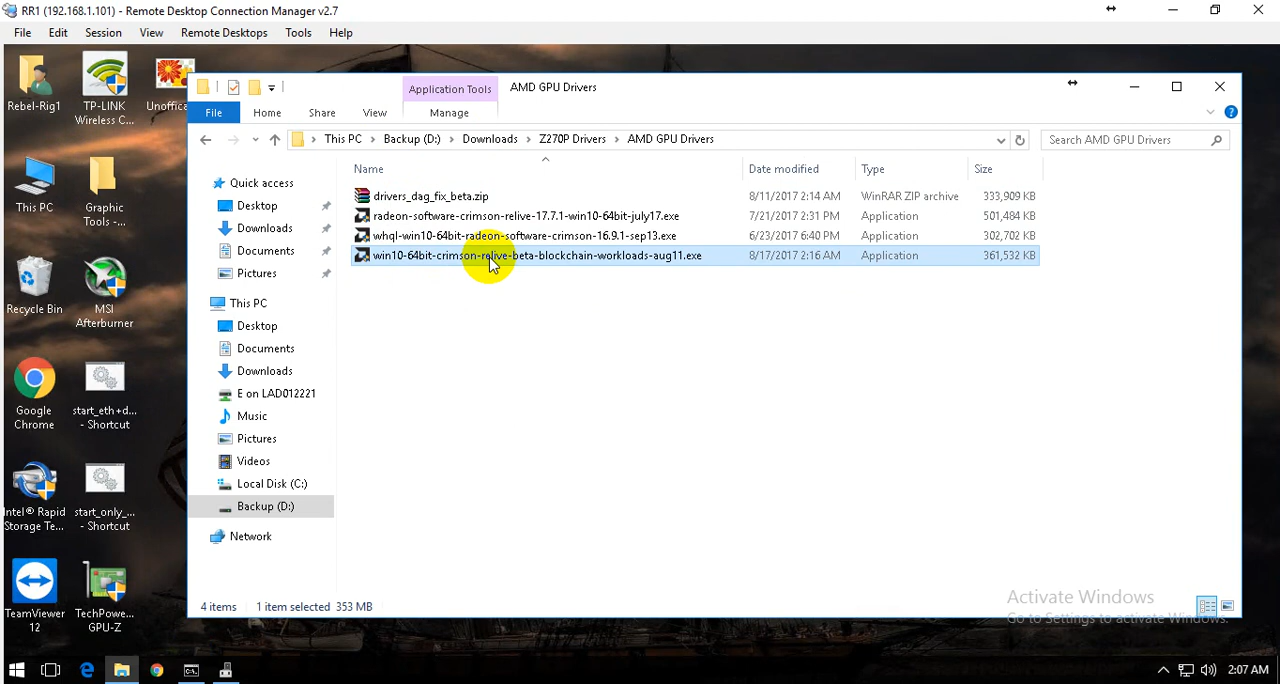 RR1 (192.168.1.101) - Remote Desktop Connection Manager v2.7
File Edit Session View Remote Desktops Tools Help
Rebel-Rig1
TP-LINK
Wireless C...
Unoffica
This PC
Graphic
Tools -...
Recycle Bin
MSI
Afterburner
Google
Chrome
start_eth+d...
- Shortcut
Intel® Rapid
Storage Te...
start_only_...
- Shortcut
TeamViewer
12
TechPowe...
GPU-Z
Application Tools AMD GPU Drivers
File Home Share View Manage
This PC > Backup (D:) > Downloads > Z270P Drivers > AMD GPU Drivers
Search AMD GPU Drivers
Name Date modified Type Size
drivers_dag_fix_beta.zip 8/11/2017 2:14 AM WinRAR ZIP archive 333,909 KB
radeon-software-crimson-relive-17.7.1-win10-64bit-july17.exe 7/21/2017 2:31 PM Application 501,484 KB
whql-win10-64bit-radeon-software-crimson-16.9.1-sep13.exe 6/23/2017 6:40 PM Application 302,702 KB
win10-64bit-crimson-relive-beta-blockchain-workloads-aug11.exe 8/17/2017 2:16 AM Application 361,532 KB
Quick access
Desktop
Downloads
Documents
Pictures
This PC
Desktop
Documents
Downloads
E on LAD012221
Music
Pictures
Videos
Local Disk (C:)
Backup (D:)
Network
4 items 1 item selected 353 MB
Activate Windows
Go to Settings to activate Windows.
2:07 AM